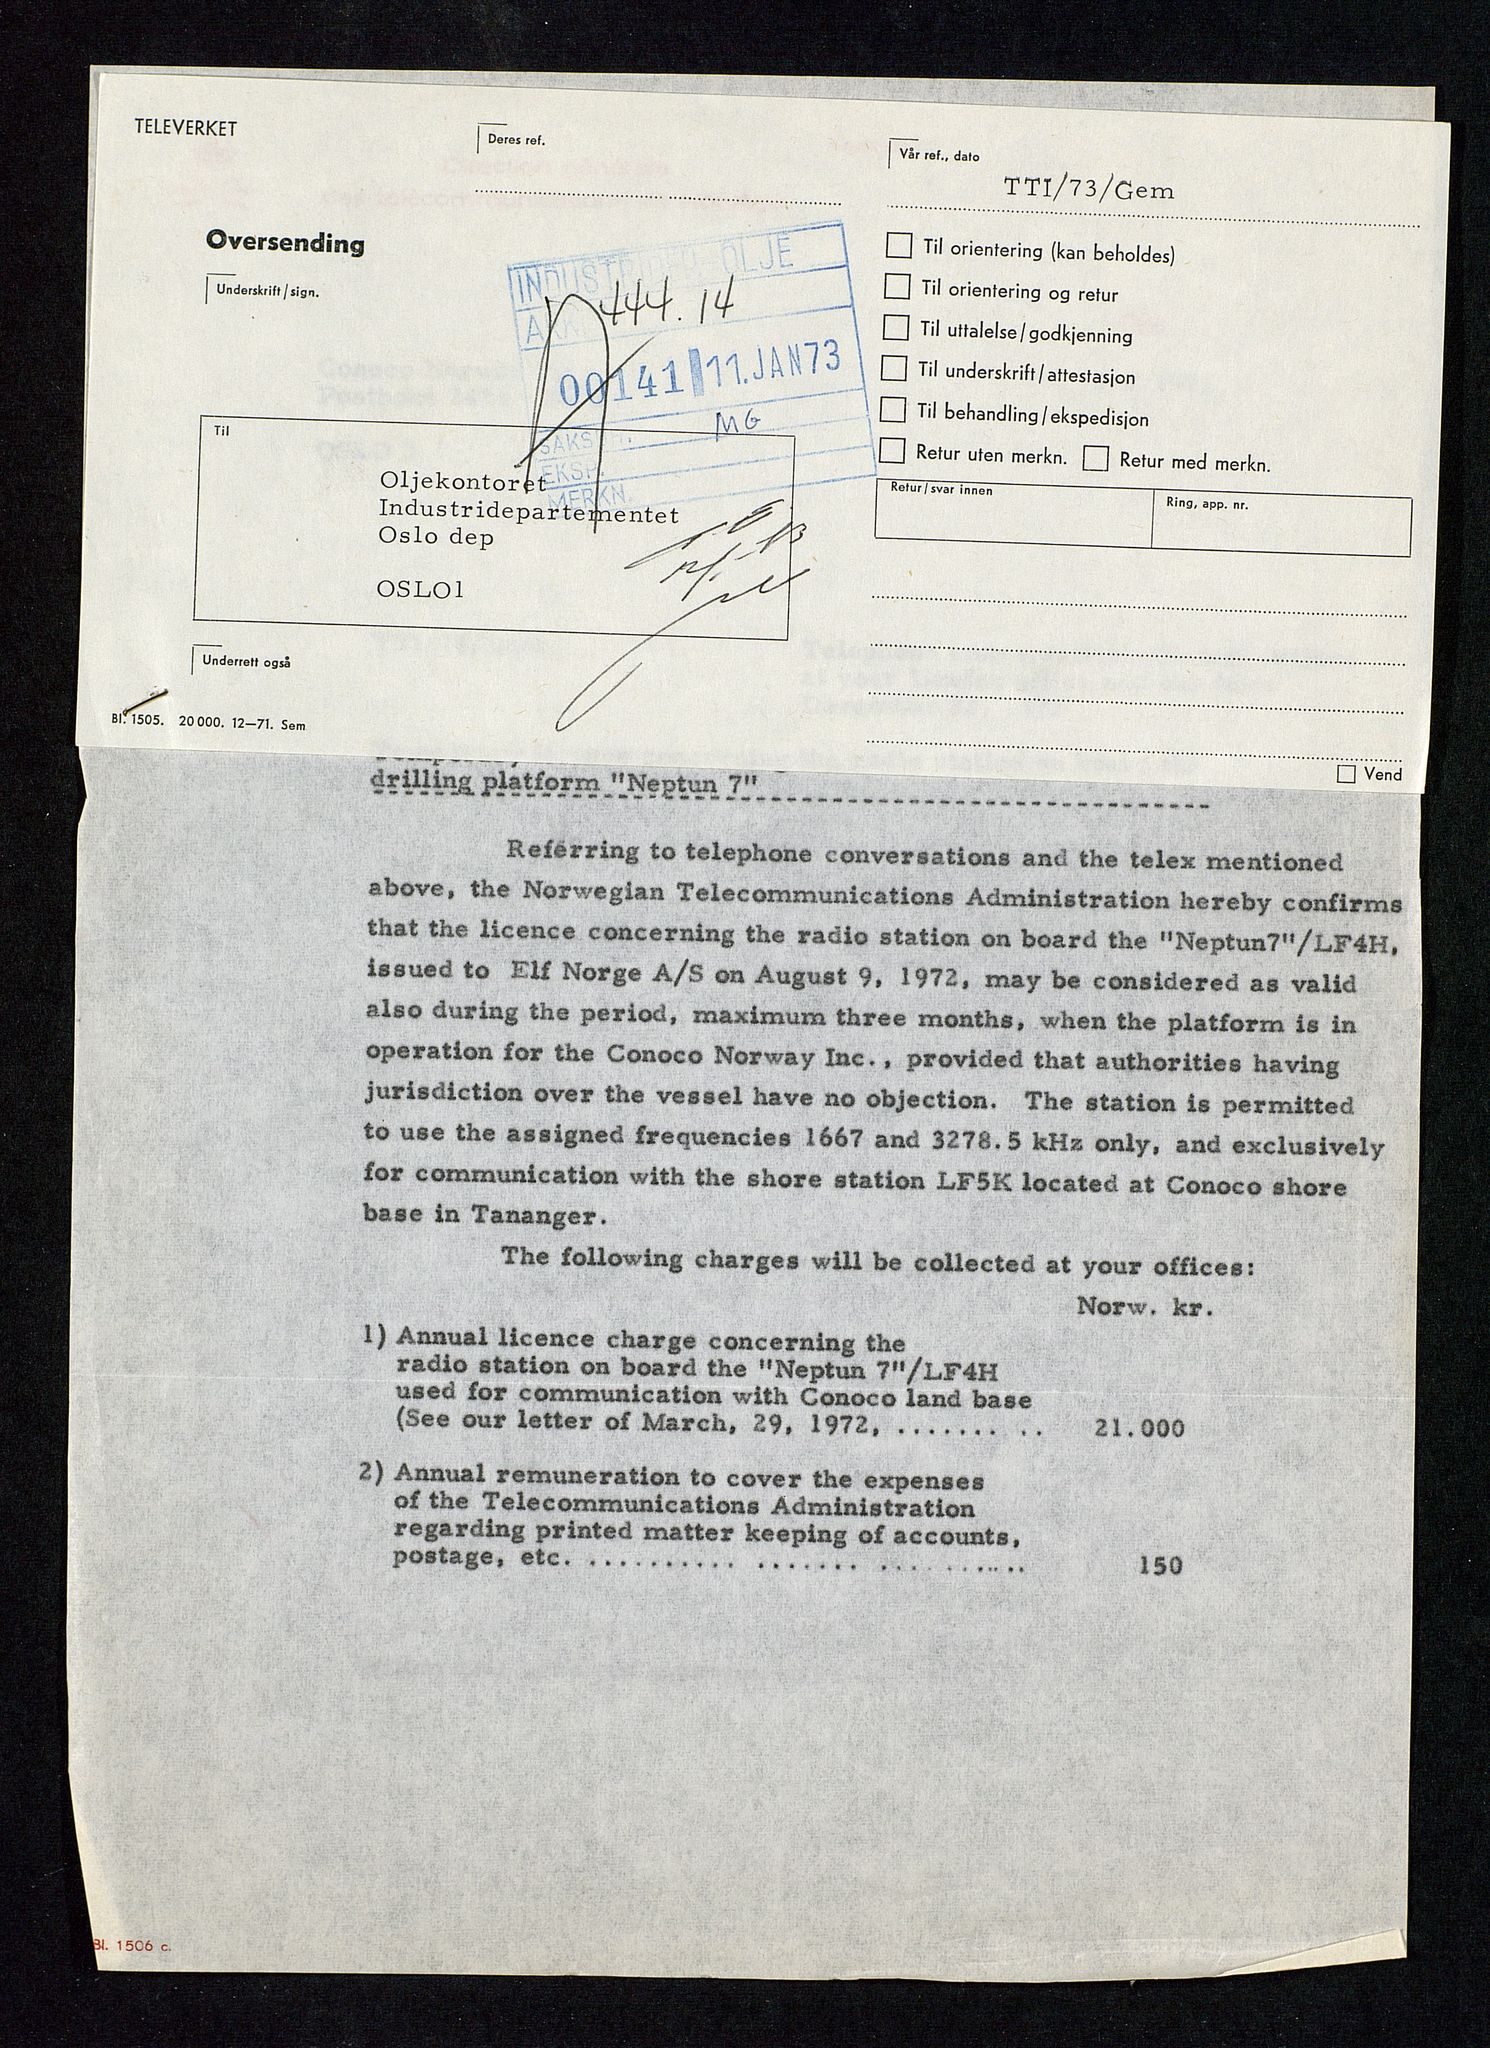 TELEVERKET
Deres ref.
Vår ref., dato
TTI/73/Gem
Oversending
Underskrift/sign.
Til orientering (kan beholdes)
Til orientering og retur
Til uttalelse/godkjenning
Til underskrift/attestasjon
Til behandling/ekspedisjon
Retur uten merkn. Retur med merkn.
Retur/svar innen
Ring, app. nr.
OLJE
444.14
00141 11. JAN 73
MG
EKSP.
MERKN.
Til
Oljekontoret
Industridepartementet
Oslo dep
OSLO1
Underrett også
Bl. 1505. 20 000. 12–71. Sem
Vend
drilling platform "Neptun 7"
Referring to telephone conversations and the telex mentioned
above, the Norwegian Telecommunications Administration hereby confirms
that the licence concerning the radio station on board the "Neptun7"/LF4H,
issued to Elf Norge A/S on August 9, 1972, may be considered as valid
also during the period, maximum three months, when the platform is in
operation for the Conoco Norway Inc., provided that authorities having
jurisdiction over the vessel have no objection. The station is permitted
to use the assigned frequencies 1667 and 3278.5 kHz only, and exclusively
for communication with the shore station LF5K located at Conoco shore
base in Tananger.
The following charges will be collected at your offices:
Norw. kr.
1) Annual licence charge concerning the
radio station on board the "Neptun 7"/LF4H
used for communication with Conoco land base
(See our letter of March, 29, 1972, ....... .. 21.000
2) Annual remuneration to cover the expenses
of the Telecommunications Administration
regarding printed matter keeping of accounts,
postage, etc. .......... ....... .......... 150
Bl. 1506 c.